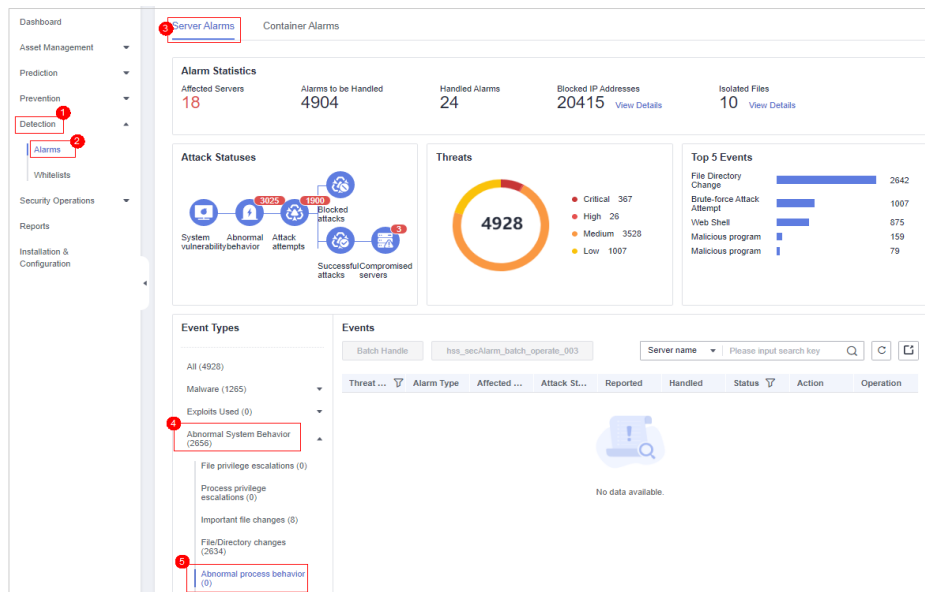 Dashboard
Asset Management
Prediction
Prevention
1
Detection
2
Alarms
Whitelists
Security Operations
Reports
Installation &
Configuration
3
Server Alarms
Container Alarms
Alarm Statistics
Affected Servers
18
Alarms to be Handled
4904
Handled Alarms
24
Blocked IP Addresses
20415 View Details
Isolated Files
10 View Details
Attack Statuses
3025
1900
Blocked
attacks
System
vulnerability
Abnormal
behavior
Attack
attempts
3
Successful
attacks
Compromised
servers
Threats
4928
Critical 367
High 26
Medium 3528
Low 1007
Top 5 Events
File Directory
Change
2642
Brute-force Attack
Attempt
1007
Web Shell 875
Malicious program 159
Malicious program 79
Event Types
All (4928)
Malware (1265)
Exploits Used (0)
4
Abnormal System Behavior
(2656)
File privilege escalations (0)
Process privilege
escalations (0)
Important file changes (8)
File/Directory changes
(2634)
5
Abnormal process behavior
(0)
Events
Batch Handle hss_secAlarm_batch_operate_003 Server name Please input search key
Threat ... Alarm Type Affected ... Attack St... Reported Handled Status Action Operation
No data available.